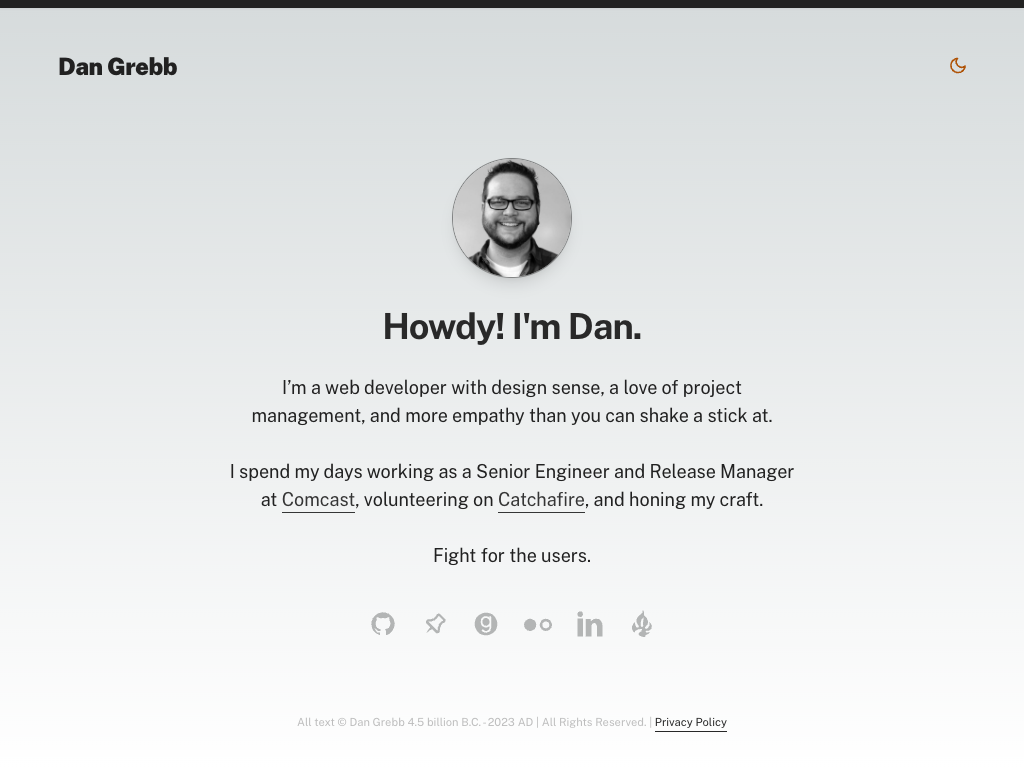 Dan Grebb
Howdy! I'm Dan.
I’m a web developer with design sense, a love of project
management, and more empathy than you can shake a stick at.
I spend my days working as a Senior Engineer and Release Manager
at Comcast, volunteering on Catchafire, and honing my craft.
Fight for the users.
All text © Dan Grebb 4.5 billion B.C. - 2023 AD | All Rights Reserved. | Privacy Policy